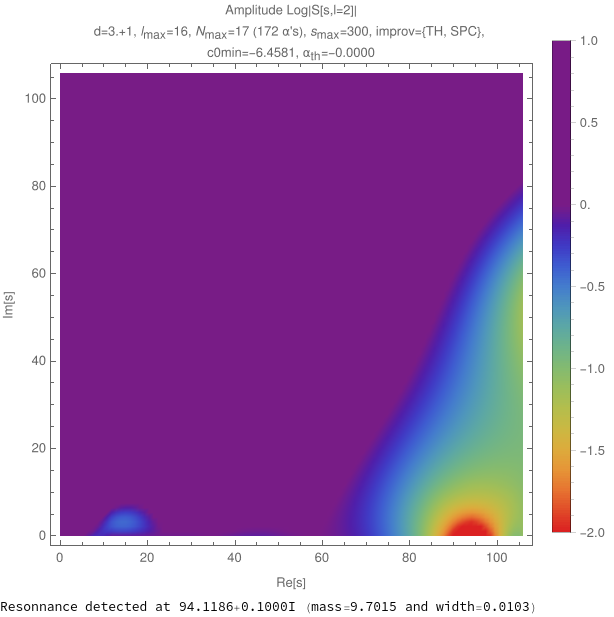 Amplitude Log|S[s,l=2]|
d=3.+1, lmax=16, Nmax=17 (172 α's), smax=300, improv={TH, SPC},
c0min=−6.4581, αth=−0.0000
1.0
100
0.5
80
0.
60
−0.5
Im[s]
40
−1.0
20
−1.5
0
−2.0
0 20 40 60 80 100
Re[s]
Resonnance detected at 94.1186+0.1000I (mass=9.7015 and width=0.0103)